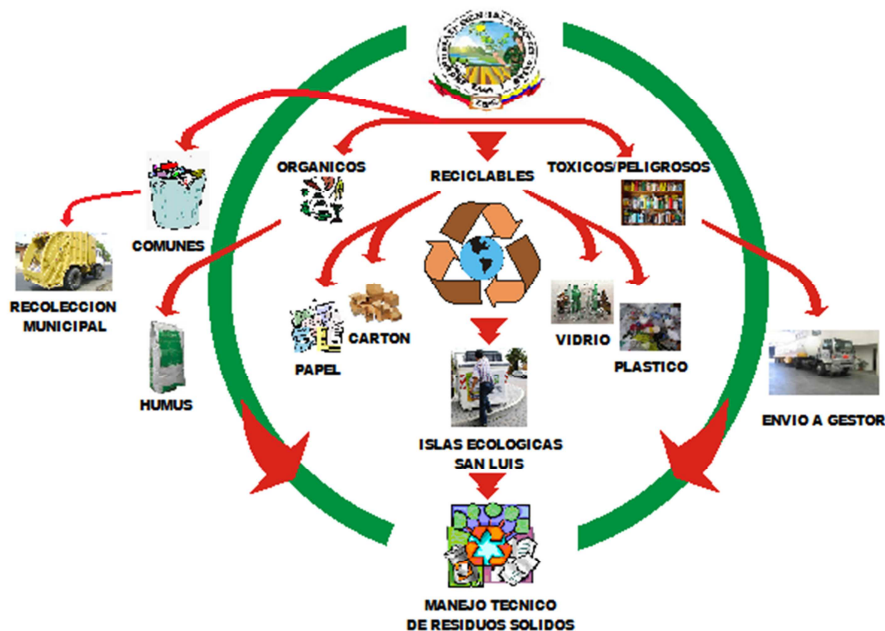 ORGANICOS
RECICLABLES
TOXICOS/PELIGROSOS
COMUNES
RECOLECCION
MUNICIPAL
HUMUS
PAPEL
CARTON
VIDRIO
PLASTICO
ENVIO A GESTOR
ISLAS ECOLOGICAS
SAN LUIS
MANEJO TECNICO
DE RESIDUOS SOLIDOS